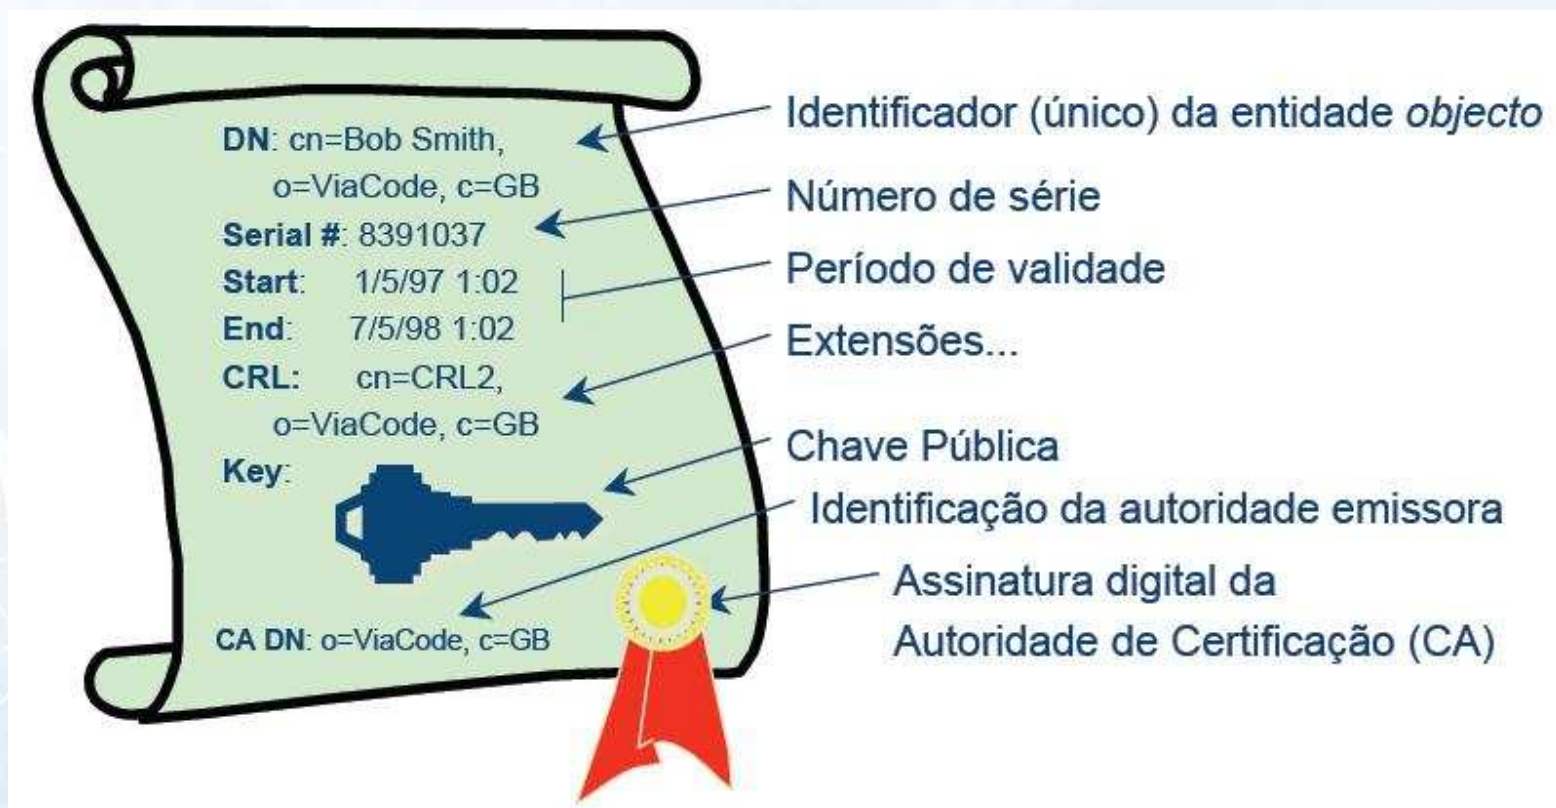 DN: cn=Bob Smith,
o=ViaCode, c=GB
Serial #: 8391037
Start: 1/5/97 1:02
End: 7/5/98 1:02
CRL: cn=CRL2,
o=ViaCode, c=GB
Key:
CA DN: o=ViaCode, c=GB
Identificador (único) da entidade objecto
Número de série
Período de validade
Extensões...
Chave Pública
Identificação da autoridade emissora
Assinatura digital da
Autoridade de Certificação (CA)